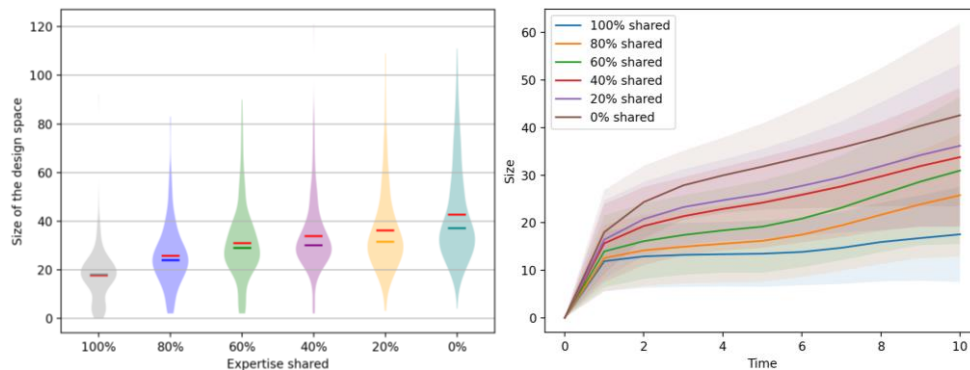 120
100
80
60
40
20
0
Size of the design space
100% 80% 60% 40% 20% 0%
Expertise shared
60
50
40
30
20
10
0
Size
100% shared
80% shared
60% shared
40% shared
20% shared
0% shared
0 2 4 6 8 10
Time